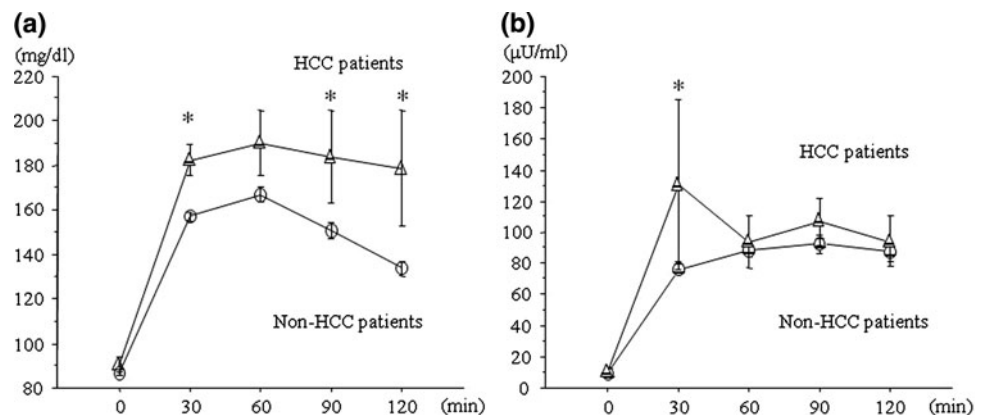 (a)
(mg/dl)
220
200
180
160
140
120
100
80
HCC patients
*
*
*
Non-HCC patients
0 30 60 90 120 (min)
(b)
(μU/ml)
200
180
160
140
120
100
80
60
40
20
0
*
HCC patients
Non-HCC patients
0 30 60 90 120 (min)